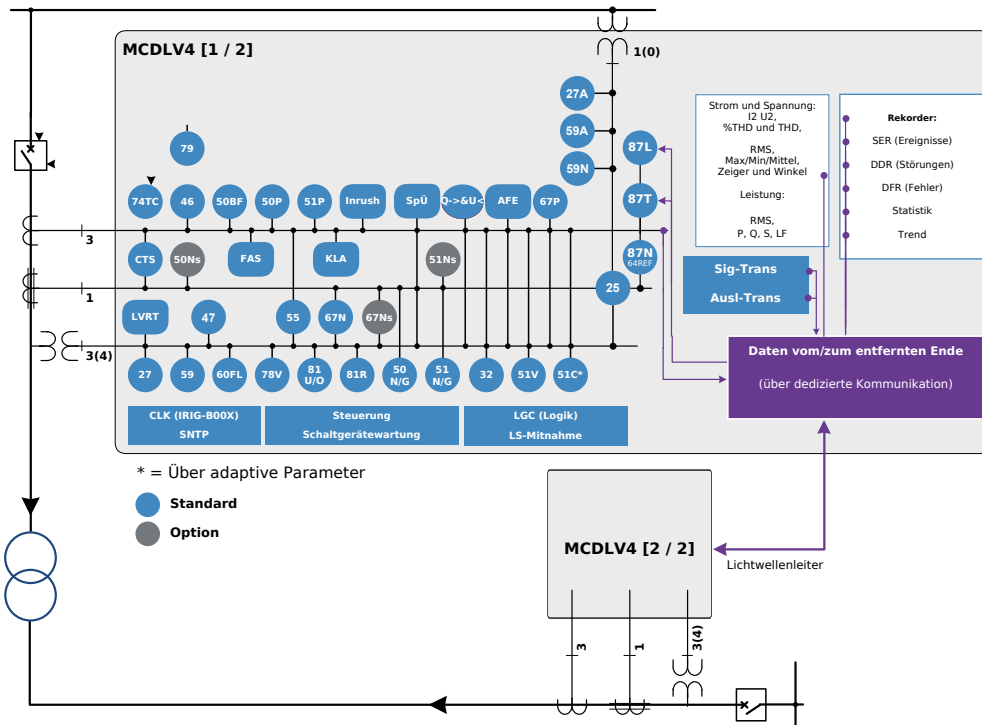 MCDLV4 [1 / 2]
1(0)
27A
59A
59N
79
87L
87T
87N
64REF
74TC
46
50BF
50P
51P
Inrush
SpÜ
Q->&U<
AFE
67P
3
CTS
50Ns
FAS
KLA
51Ns
25
1
LVRT
47
55
67N
67Ns
3(4)
27
59
60FL
78V
81
U/O
81R
50
N/G
51
N/G
32
51V
51C*
CLK (IRIG-B00X)
SNTP
Steuerung
Schaltgerätewartung
LGC (Logik)
LS-Mitnahme
Strom und Spannung:
I2 U2,
%THD und THD,
RMS,
Max/Min/Mittel,
Zeiger und Winkel
Leistung:
RMS,
P, Q, S, LF
Rekorder:
SER (Ereignisse)
DDR (Störungen)
DFR (Fehler)
Statistik
Trend
Sig-Trans
Ausl-Trans
Daten vom/zum entfernten Ende
(über dedizierte Kommunikation)
* = Über adaptive Parameter
Standard
Option
MCDLV4 [2 / 2]
Lichtwellenleiter
3
1
3(4)